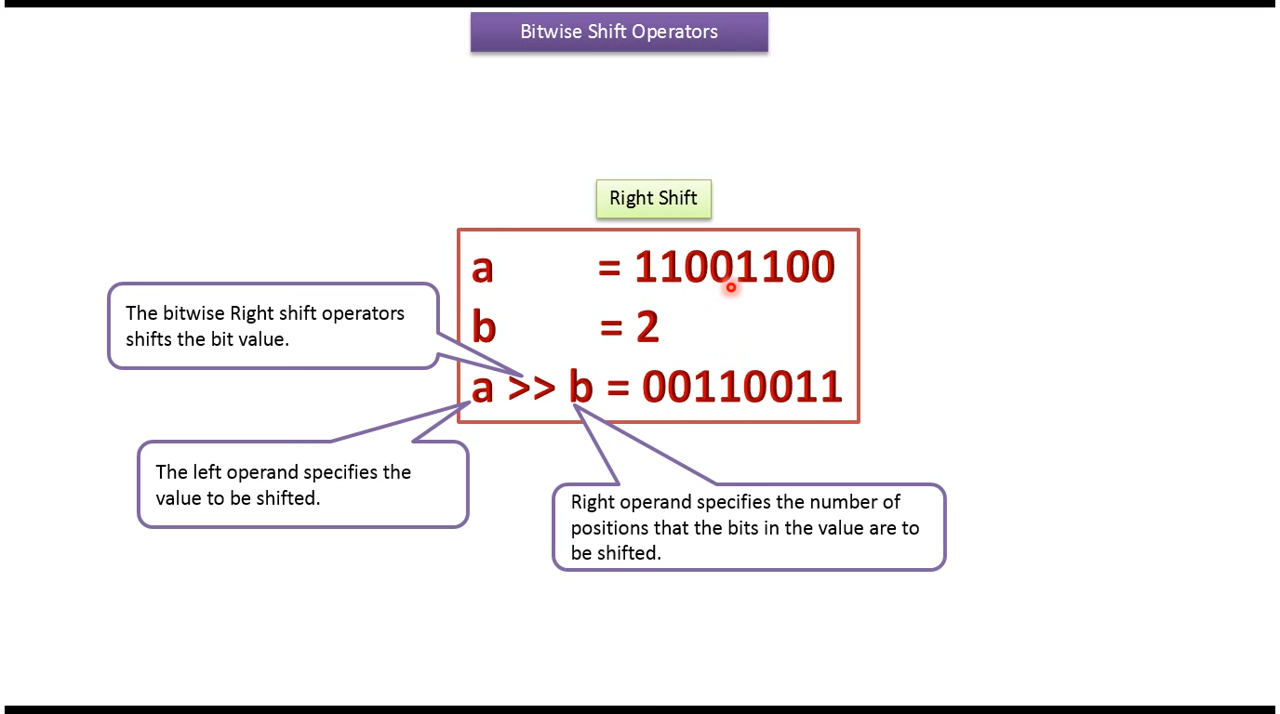 Bitwise Shift Operators
Right Shift
a = 11001100
b = 2
a >> b = 00110011
The bitwise Right shift operators
shifts the bit value.
The left operand specifies the
value to be shifted.
Right operand specifies the number of
positions that the bits in the value are to
be shifted.